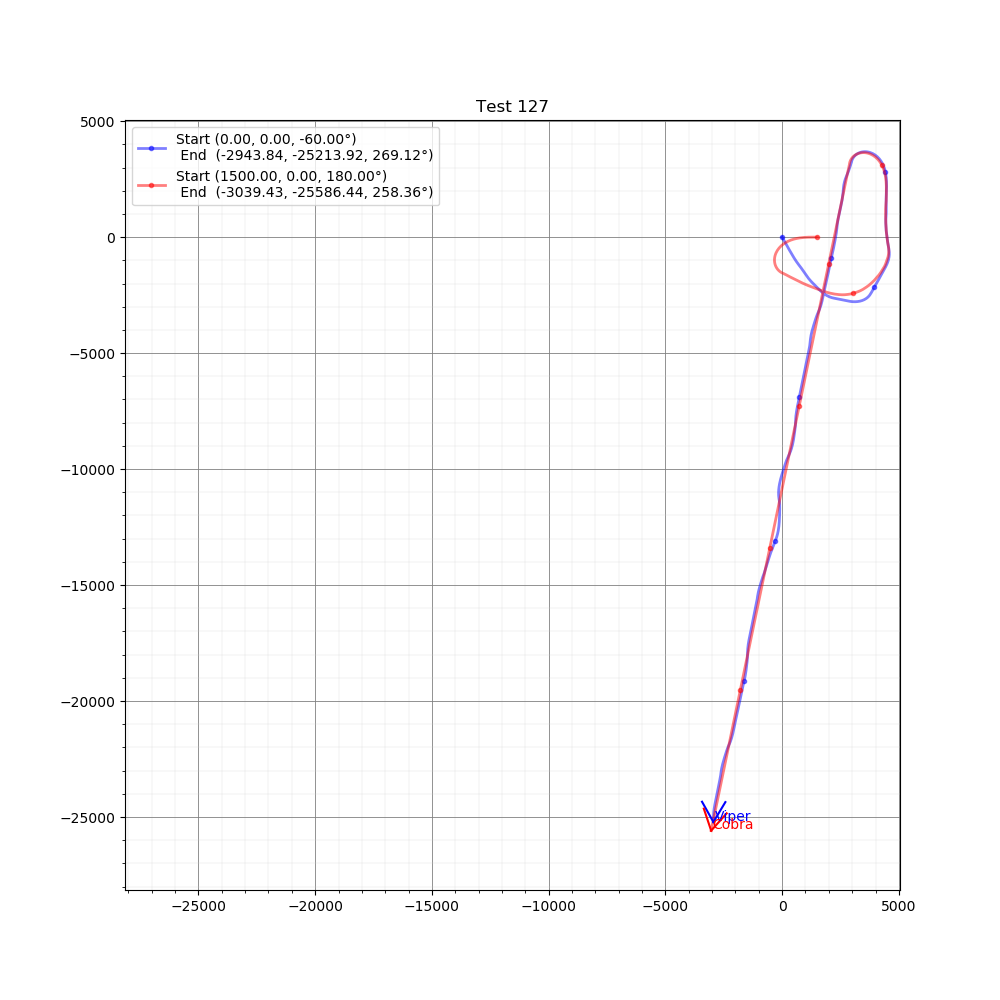 Test 127
Start (0.00, 0.00, -60.00°)
End  (-2943.84, -25213.92, 269.12°)
Start (1500.00, 0.00, 180.00°)
End  (-3039.43, -25586.44, 258.36°)
5000
0
−5000
−10000
−15000
−20000
−25000
Viper
Cobra
−25000
−20000
−15000
−10000
−5000
0
5000